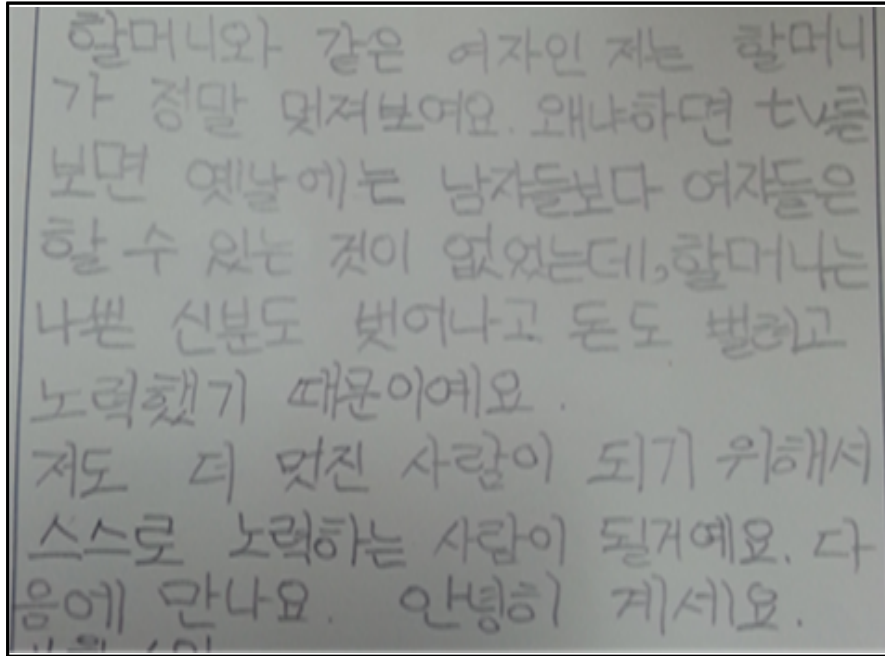 할머니와 같은 여자인 저는 할머니
가 정말 멋져보여요. 왜냐하면 tv를
보면 옛날에는 남자들보다 여자들은
할 수 있는 것이 없었는데, 할머니는
나쁜 신분도 벗어나고 돈도 벌려고
노력했기 때문이예요.
저도 더 멋진 사람이 되기 위해서
스스로 노력하는 사람이 될거예요. 다
음에 만나요. 안녕히 계세요.